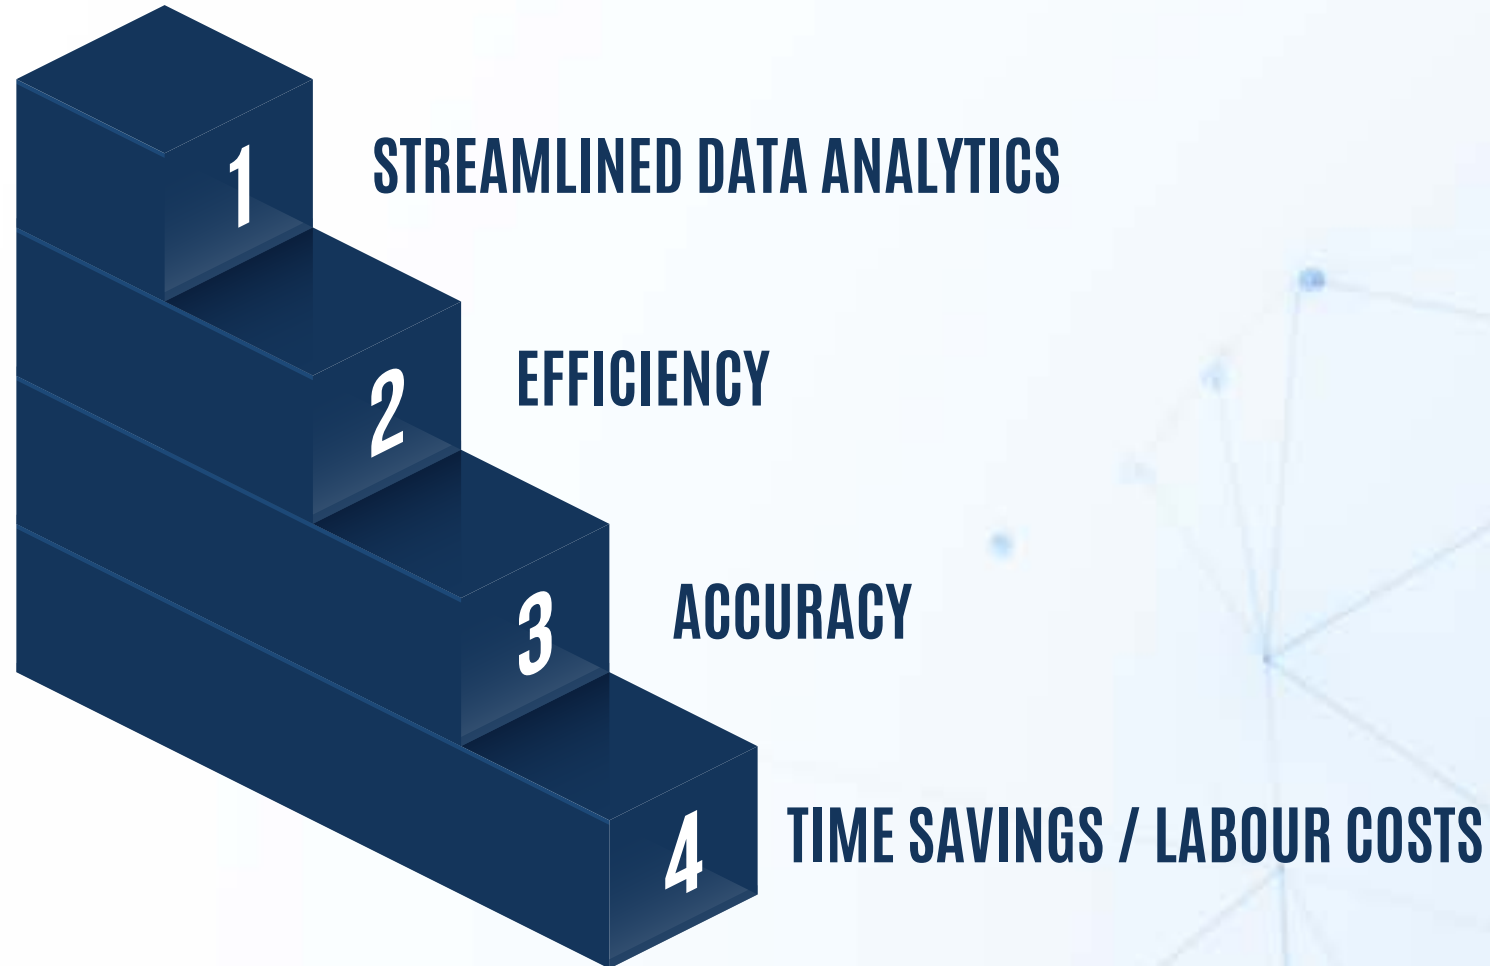 1
STREAMLINED DATA ANALYTICS
2
EFFICIENCY
3
ACCURACY
4
TIME SAVINGS / LABOUR COSTS